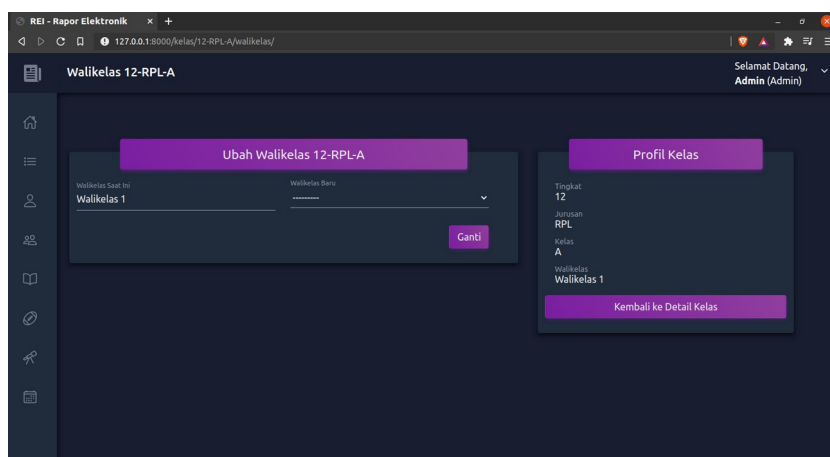 REI - Rapor Elektronik
127.0.0.1:8000/kelas/12-RPL-A/walikelas/
Walikelas 12-RPL-A
Selamat Datang,
Admin (Admin)
Ubah Walikelas 12-RPL-A
Walikelas Saat Ini
Walikelas 1
Walikelas Baru
---------
Ganti
Profil Kelas
Tingkat
12
Jurusan
RPL
Kelas
A
Walikelas
Walikelas 1
Kembali ke Detail Kelas